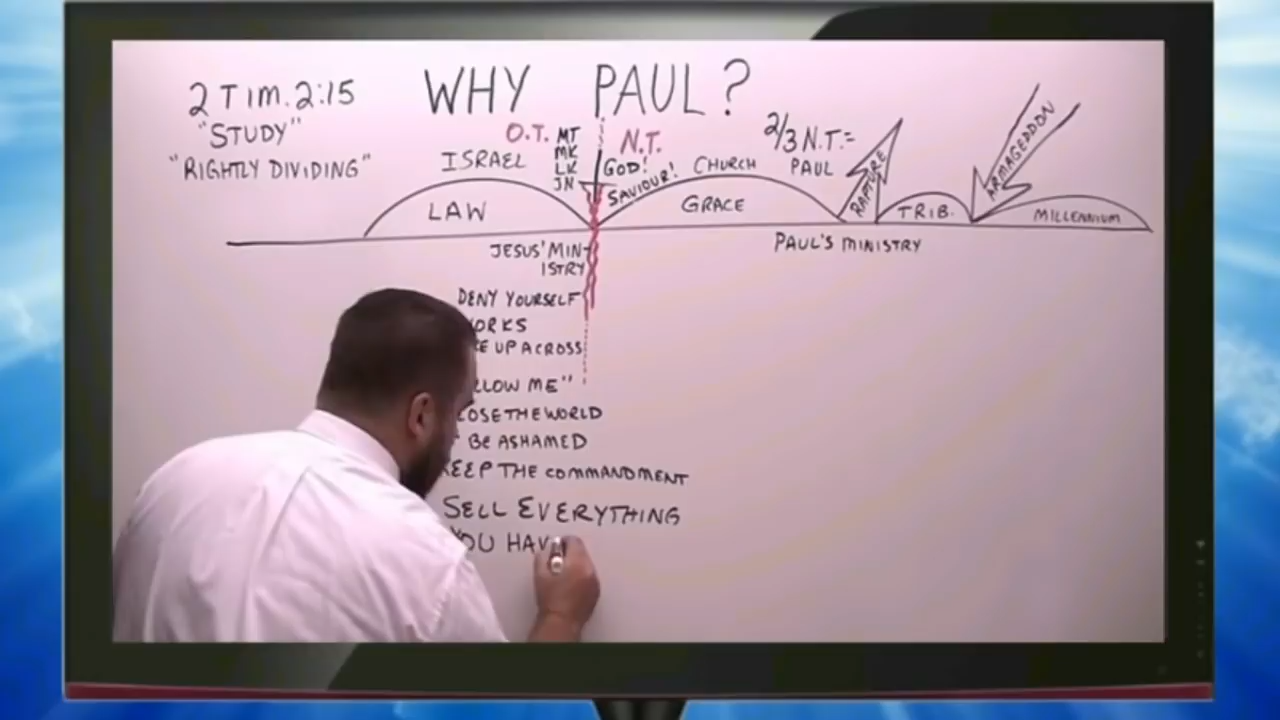 2 TIM. 2:15
"STUDY"
"RIGHTLY DIVIDING"
WHY PAUL?
O.T.
MT
MK
LK
JN
N.T.
GOD!
SAVIOUR!
ISRAEL
LAW
CHURCH
GRACE
2/3 N.T.=
PAUL
RAPTURE
TRIB.
ARMAGEDDON
MILLENNIUM
JESUS' MIN
ISTRY
PAUL'S MINISTRY
DENY YOURSELF
ORKS
E UP A CROSS
LLOW ME"
LOSE THE WORLD
BE ASHAMED
KEEP THE COMMANDMENT
SELL EVERYTHING
YOU HAV